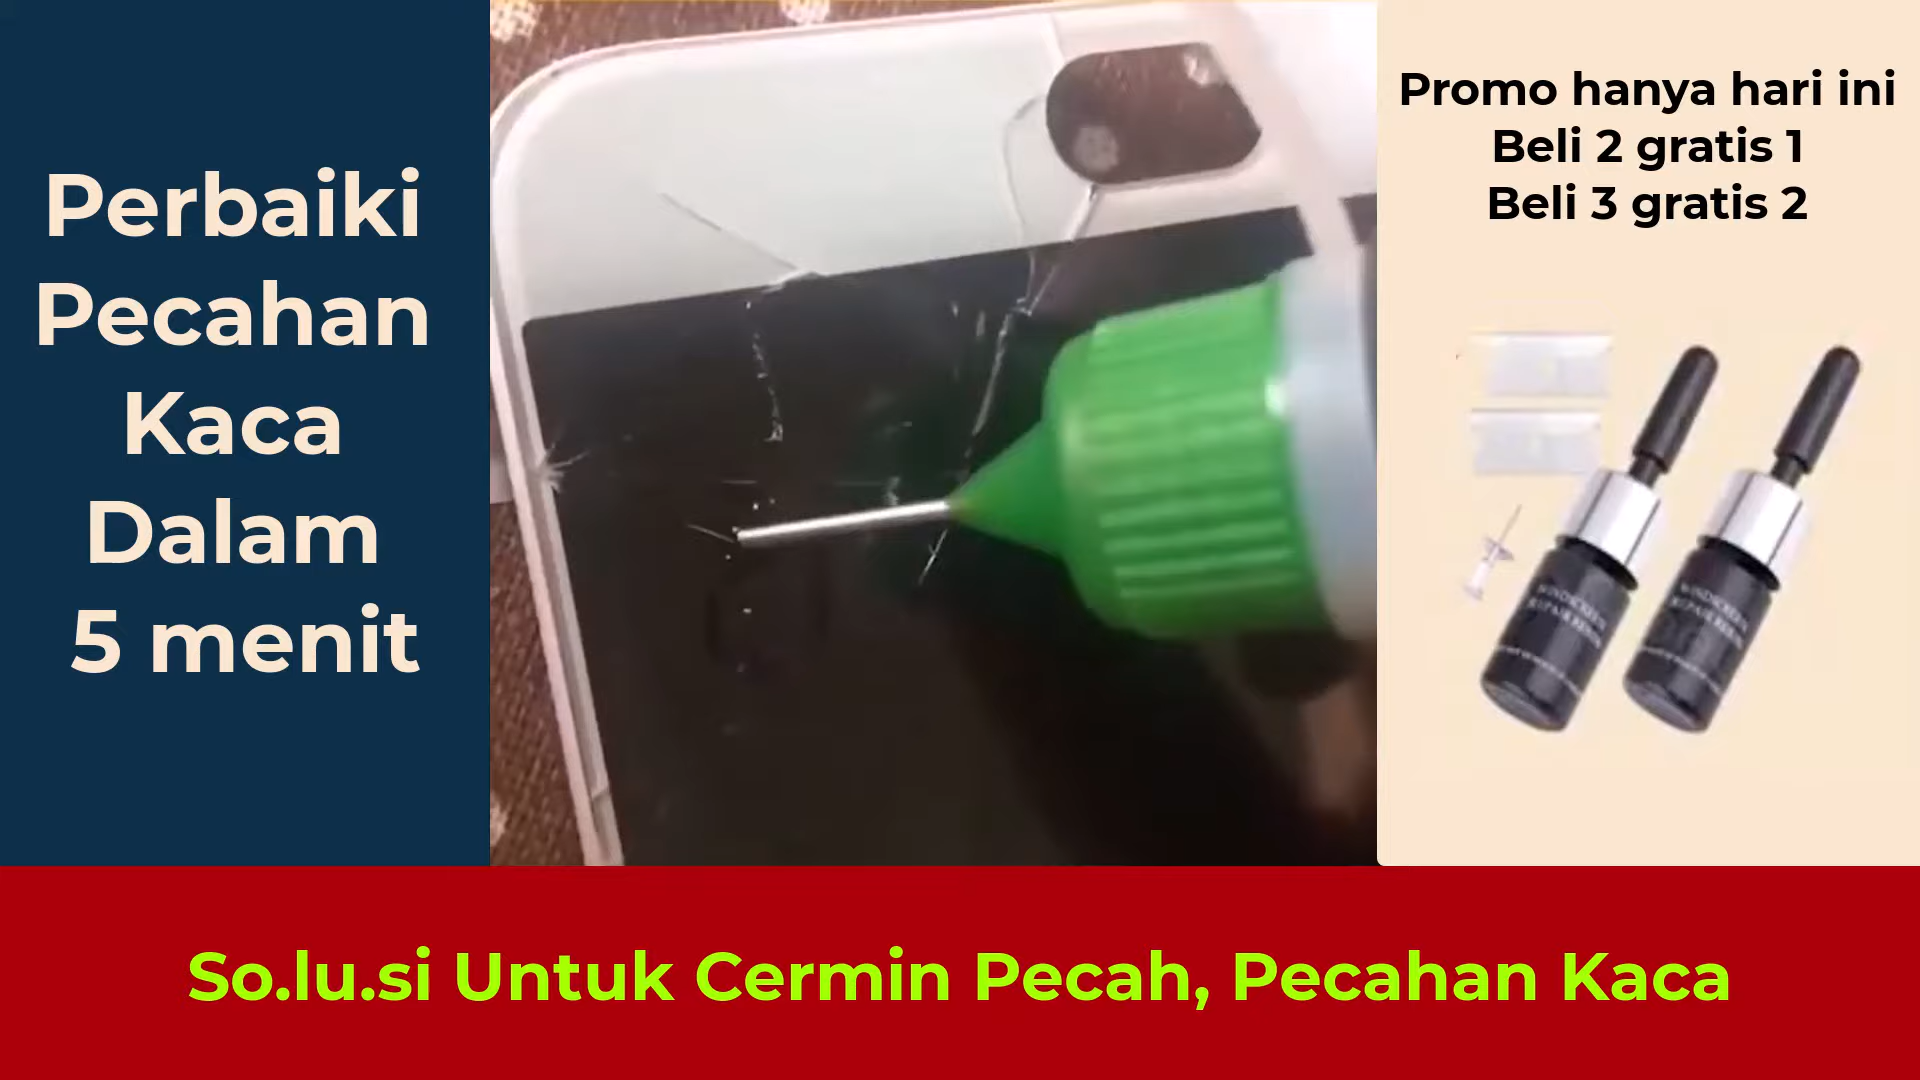 Perbaiki
Pecahan
Kaca
Dalam
5 menit
Promo hanya hari ini
Beli 2 gratis 1
Beli 3 gratis 2
So.lu.si Untuk Cermin Pecah, Pecahan Kaca